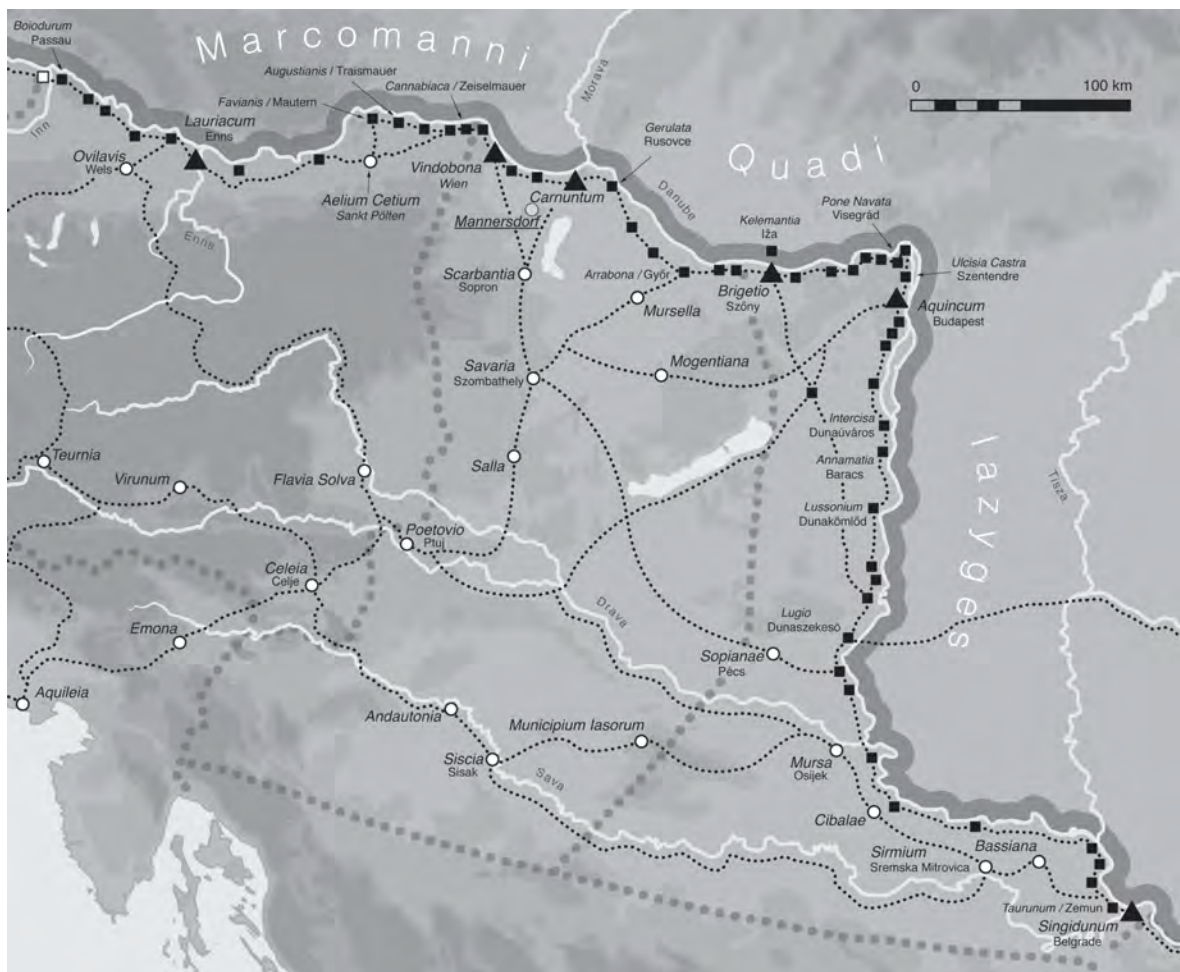 Boiodurum
Passau
Marcomanni
Augustianis / Traismauer
Cannabiaca / Zeiselmauer
Favianis / Mautern
Morava
0 100 km
Inn
Lauriacum
Enns
Gerulata
Rusovce
Quadi
Ovilavis
Wels
Vindobona
Wien
Carnuntum
Aelium Cetium
Sankt Pölten
Mannersdorf
Danube
Pone Navata
Visegrád
Kelemantia
Iža
Enns
Scarbantia
Sopron
Arrabona / Győr
Ulcisia Castra
Szentendre
Mursella
Brigetio
Szőny
Aquincum
Budapest
Savaria
Szombathely
Mogentiana
Intercisa
Dunaúváros
Iazyges
Teurnia
Virunum
Flavia Solva
Salla
Annamatia
Baracs
Tisza
Lussonium
Dunakömlőd
Poetovio
Ptuj
Celeia
Celje
Drava
Lugio
Dunaszekcső
Emona
Sopianae
Pécs
Aquileia
Andautonia
Municipium Iasorum
Siscia
Sisak
Sava
Mursa
Osijek
Cibalae
Sirmium
Sremska Mitrovica
Bassiana
Taurunum / Zemun
Singidunum
Belgrade